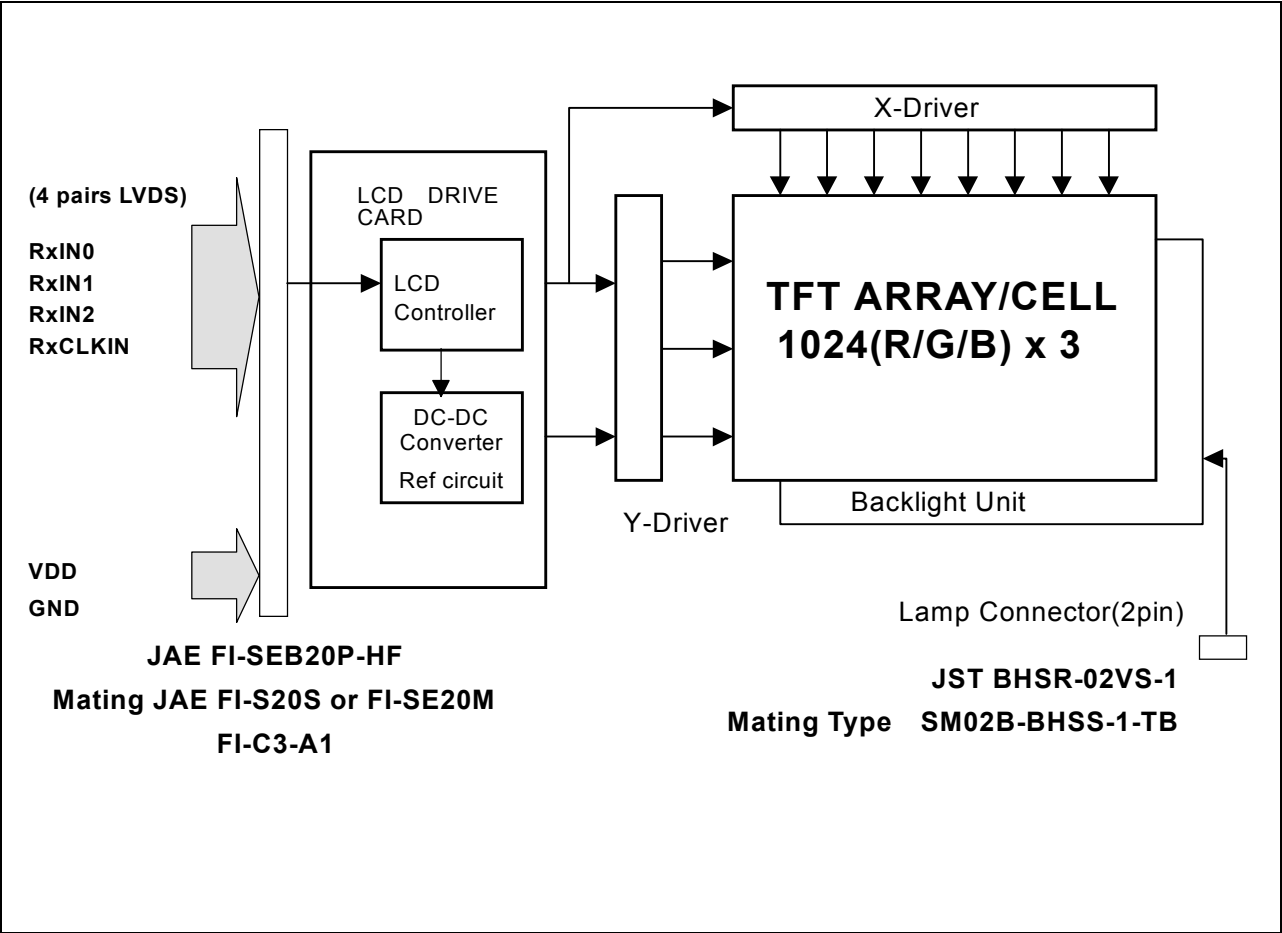 X-Driver
(4 pairs LVDS)
RxIN0
RxIN1
RxIN2
RxCLKIN
LCD DRIVE
CARD
LCD
Controller
DC-DC
Converter
Ref circuit
TFT ARRAY/CELL
1024(R/G/B) x 3
Backlight Unit
Y-Driver
VDD
GND
JAE FI-SEB20P-HF
Mating JAE FI-S20S or FI-SE20M
FI-C3-A1
Lamp Connector(2pin)
JST BHSR-02VS-1
Mating Type SM02B-BHSS-1-TB